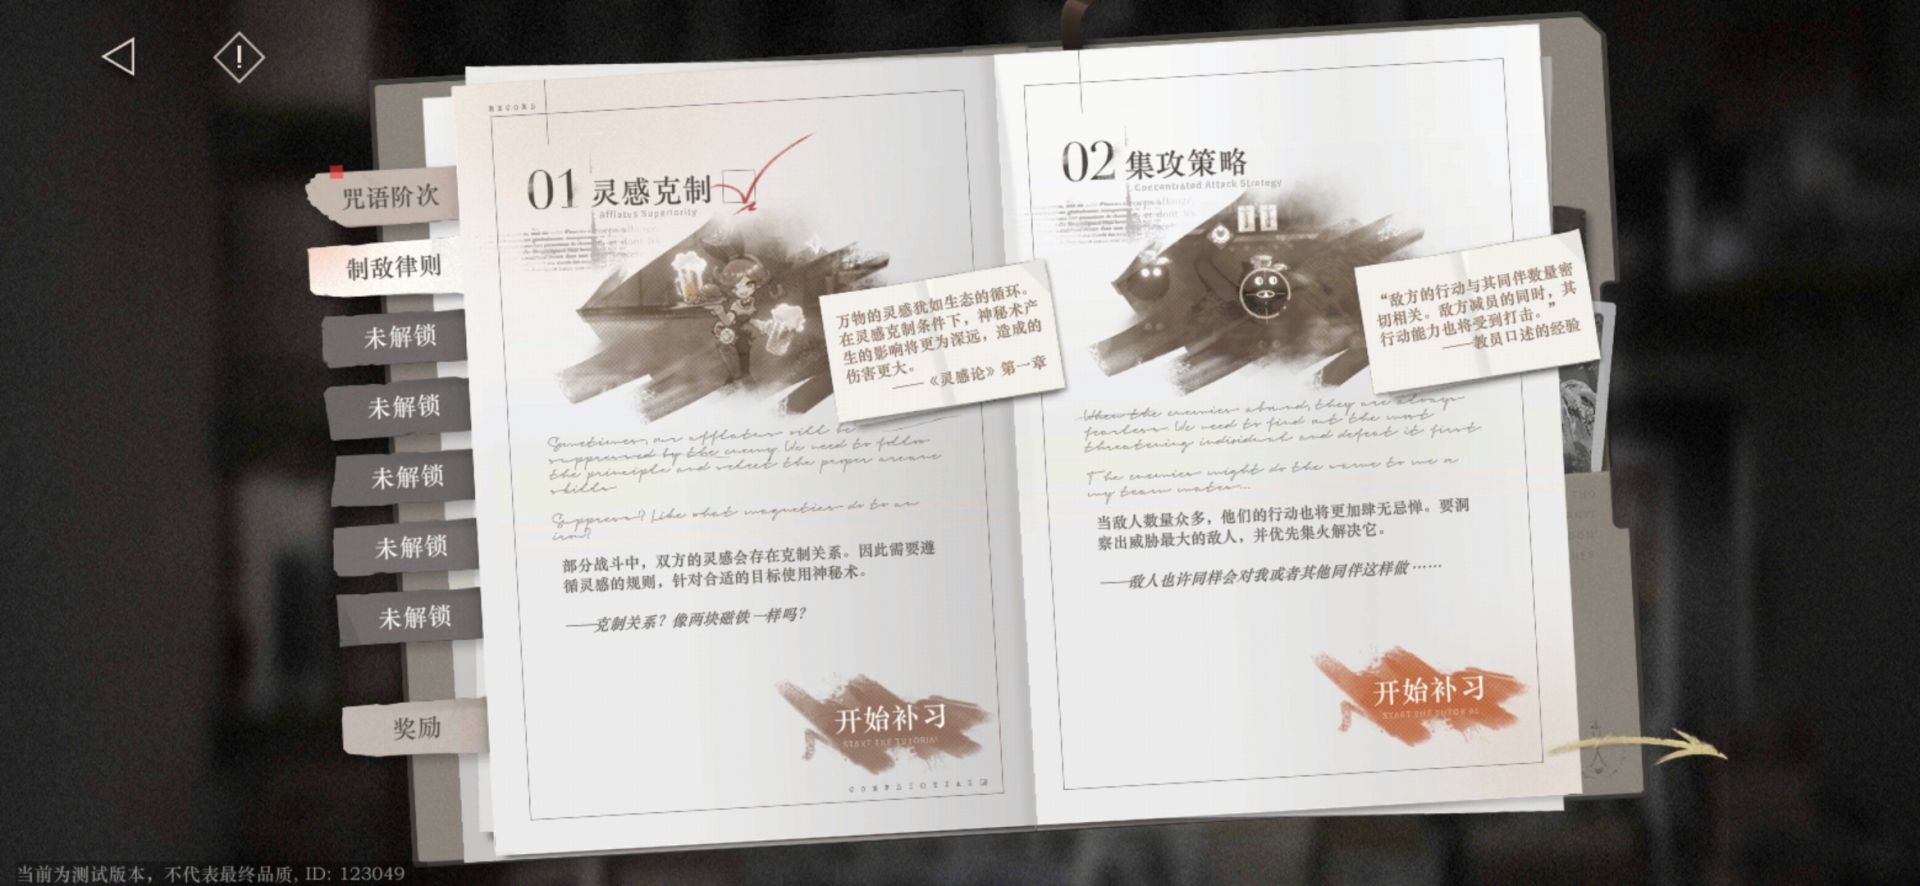 咒语阶次
制敌律则
未解锁
未解锁
未解锁
未解锁
未解锁
奖励
RECORD
01 灵感克制
Afflatus Superiority
万物的灵感犹如生态的循环。
在灵感克制条件下，神秘术产
生的影响将更为深远，造成的
伤害更大。
——《灵感论》第一章
Sometimes, our afflatus will be
suppressed by the enemy. We need to follow
the principle and select the proper arcane
skills.
Suppress? Like what magnetics do to an
iron?
部分战斗中，双方的灵感会存在克制关系。因此需要遵
循灵感的规则，针对合适的目标使用神秘术。
——克制关系？像两块磁铁一样吗？
开始补习
START THE TUTORIAL
CONFIDENTIAL
02 集攻策略
Concentrated Attack Strategy
“敌方的行动与其同伴数量密
切相关。敌方减员的同时，其
行动能力也将受到打击。”
——教员口述的经验
When the enemies abound, they are always
fearless. We need to find out the most
threatening individual and defeat it first.
The enemies might do the same to me or
my team mates...
当敌人数量众多，他们的行动也将更加肆无忌惮。要洞
察出威胁最大的敌人，并优先集火解决它。
——敌人也许同样会对我或者其他同伴这样做……
开始补习
START THE TUTORIAL
当前为测试版本，不代表最终品质, ID: 123049